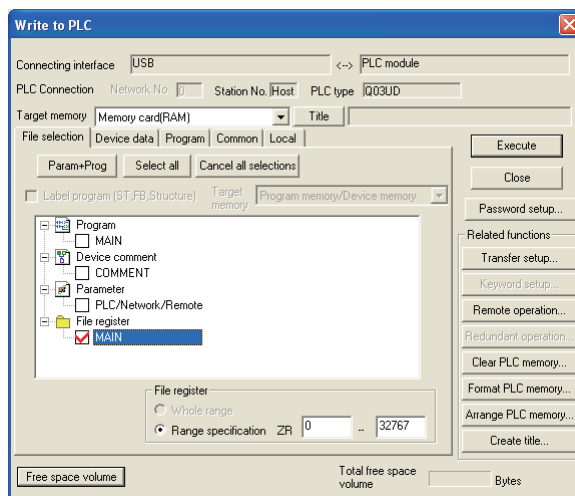 Write to PLC
Connecting interface USB <--> PLC module
PLC Connection Network No. 0 Station No. Host PLC type Q03UD
Target memory Memory card(RAM) Title
File selection Device data Program Common Local
Param+Prog Select all Cancel all selections
Label program (ST,FB,Structure) Target memory Program memory/Device memory
Program
MAIN
Device comment
COMMENT
Parameter
PLC/Network/Remote
File register
MAIN
File register
Whole range
Range specification ZR 0 -- 32767
Free space volume
Total free space volume Bytes
Execute
Close
Password setup...
Related functions
Transfer setup...
Keyword setup...
Remote operation...
Redundant operation...
Clear PLC memory...
Format PLC memory...
Arrange PLC memory...
Create title...